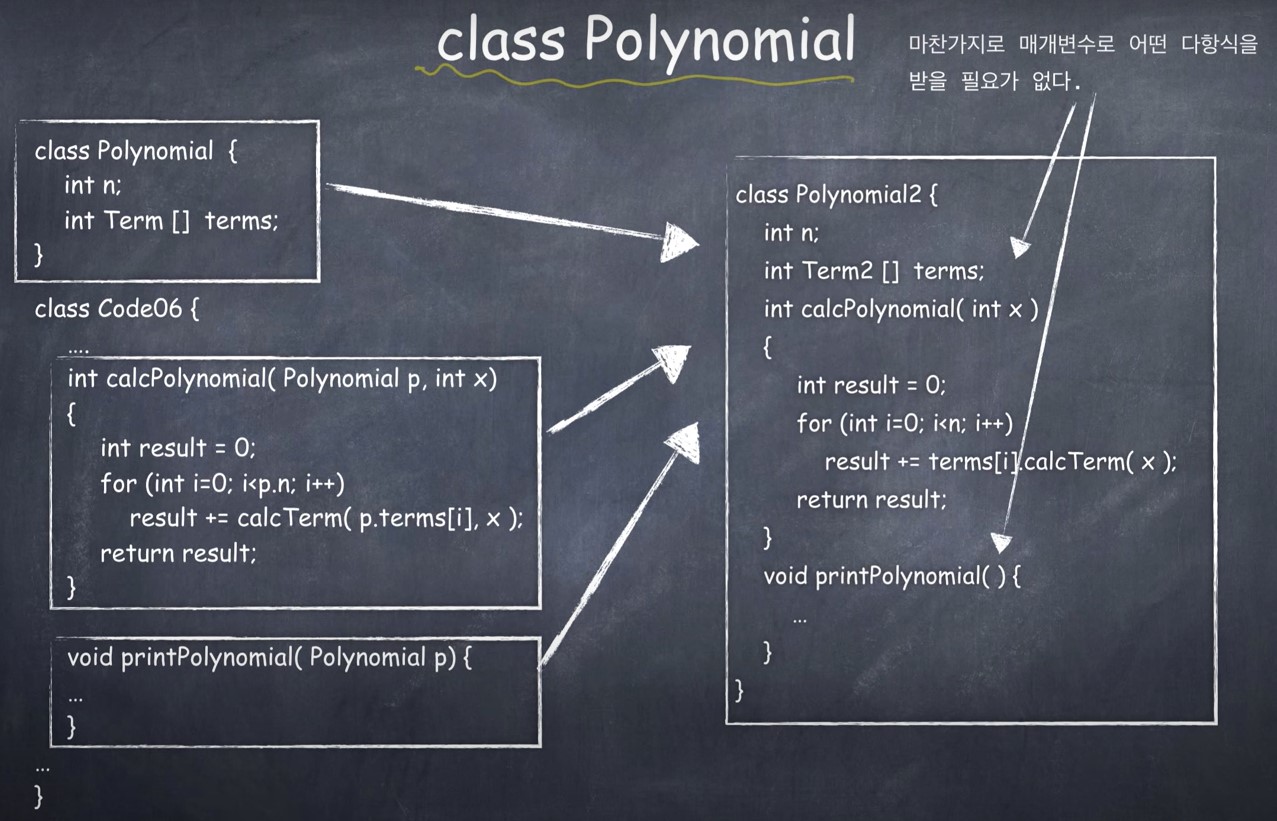 class Polynomial
마찬가지로 매개변수로 어떤 다항식을
받을 필요가 없다.
class Polynomial {
int n;
int Term [] terms;
}
class Code06 {
....
int calcPolynomial( Polynomial p, int x)
{
int result = 0;
for (int i=0; i<p.n; i++)
result += calcTerm( p.terms[i], x );
return result;
}
void printPolynomial( Polynomial p) {
...
}
...
}
class Polynomial2 {
int n;
int Term2 [] terms;
int calcPolynomial( int x )
{
int result = 0;
for (int i=0; i<n; i++)
result += terms[i].calcTerm( x );
return result;
}
void printPolynomial( ) {
...
}
}